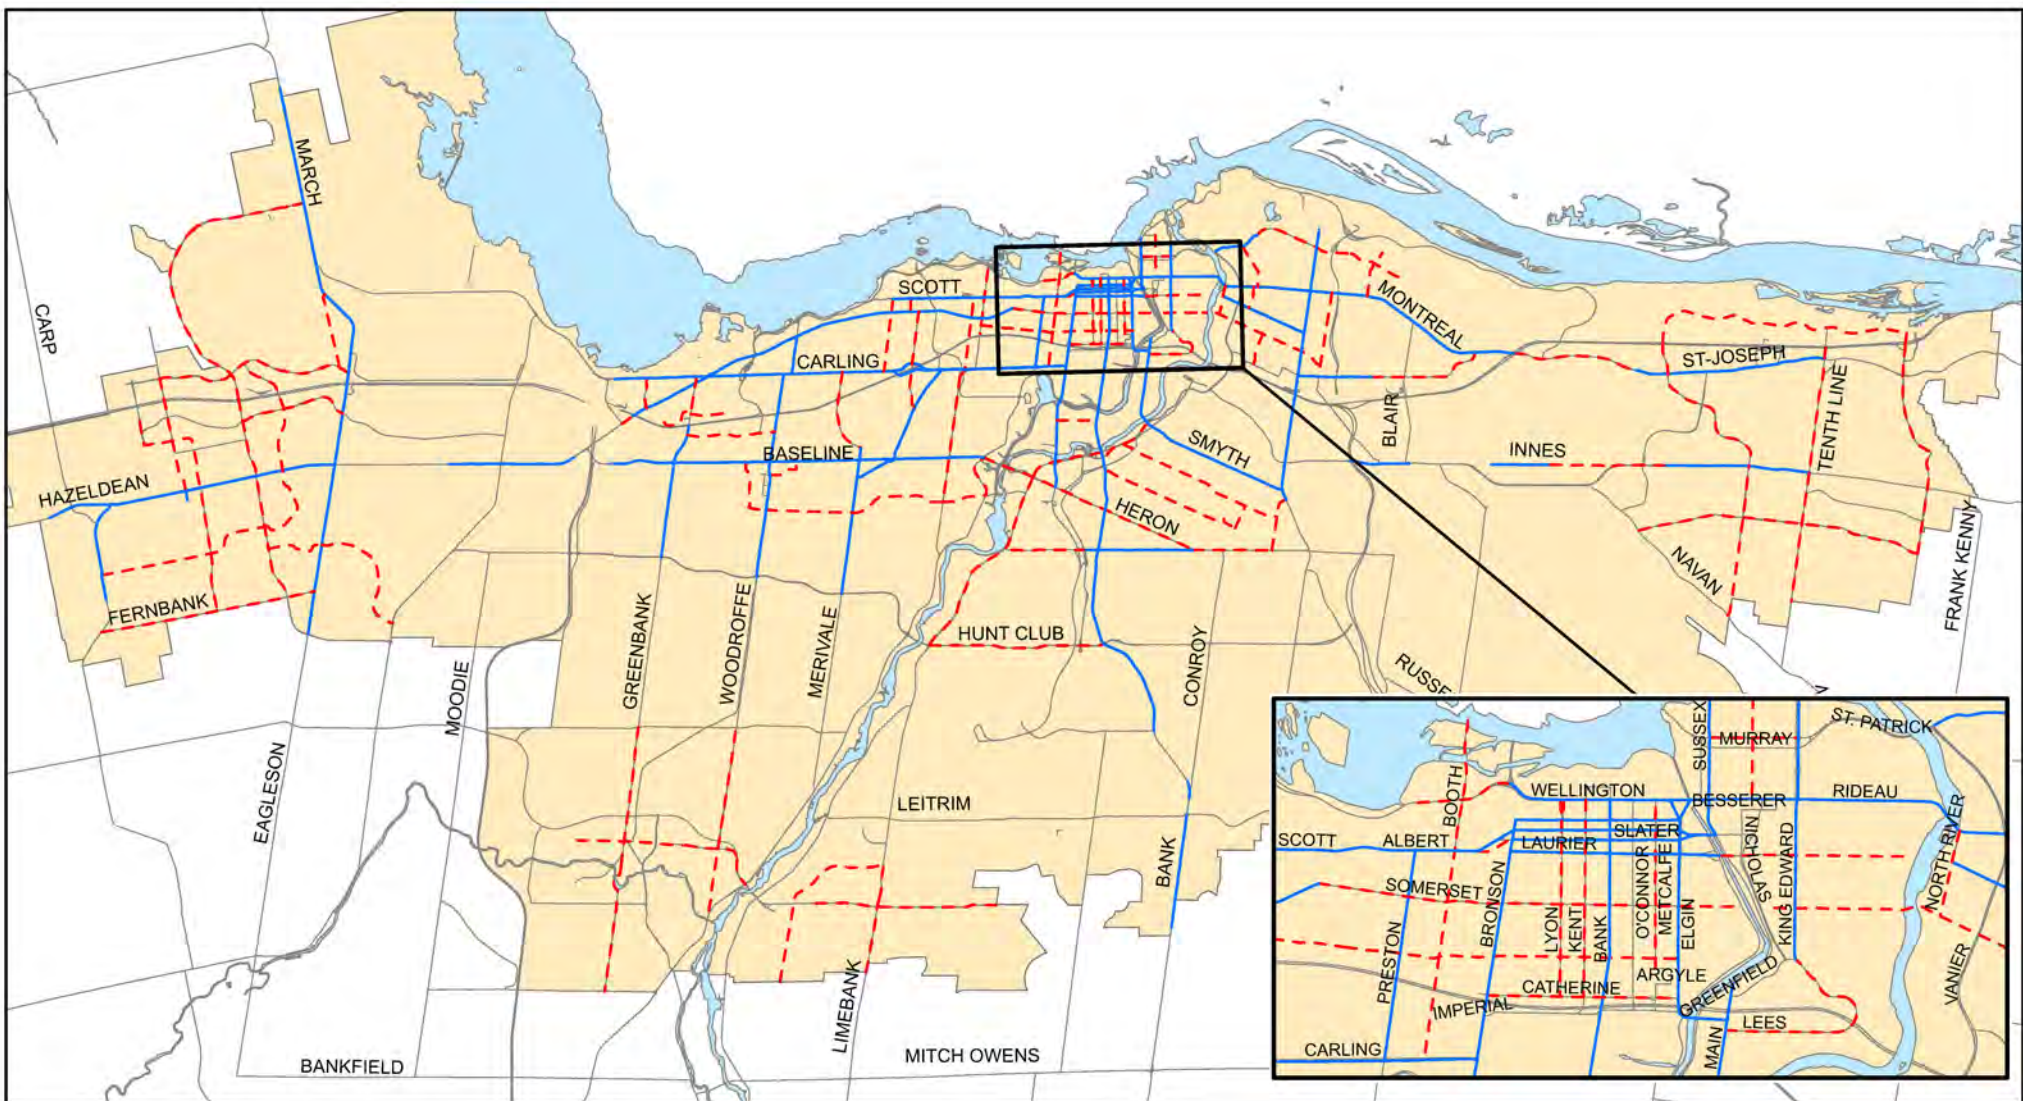 MARCH
CARP
SCOTT
MONTREAL
CARLING
ST-JOSEPH
TENTH LINE
BLAIR
INNES
SMYTH
BASELINE
HAZELDEAN
HERON
FRANK KENNY
NAVAN
FERNBANK
HUNT CLUB
GREENBANK
WOODROFFE
MERIVALE
CONROY
MOODIE
RUSSE
EAGLESON
LEITRIM
BANK
LIMEBANK
MITCH OWENS
BANKFIELD
SUSSEX
MURRAY
ST. PATRICK
BOOTH
WELLINGTON
BESSERER
RIDEAU
SCOTT
ALBERT
SLATER
LAURIER
NICHOLAS
KING EDWARD
NORTH RIVER
SOMERSET
BRONSON
LYON
KENT
BANK
O'CONNOR
METCALFE
ELGIN
PRESTON
ARGYLE
CATHERINE
GREENFIELD
VANIER
IMPERIAL
LEES
MAIN
CARLING